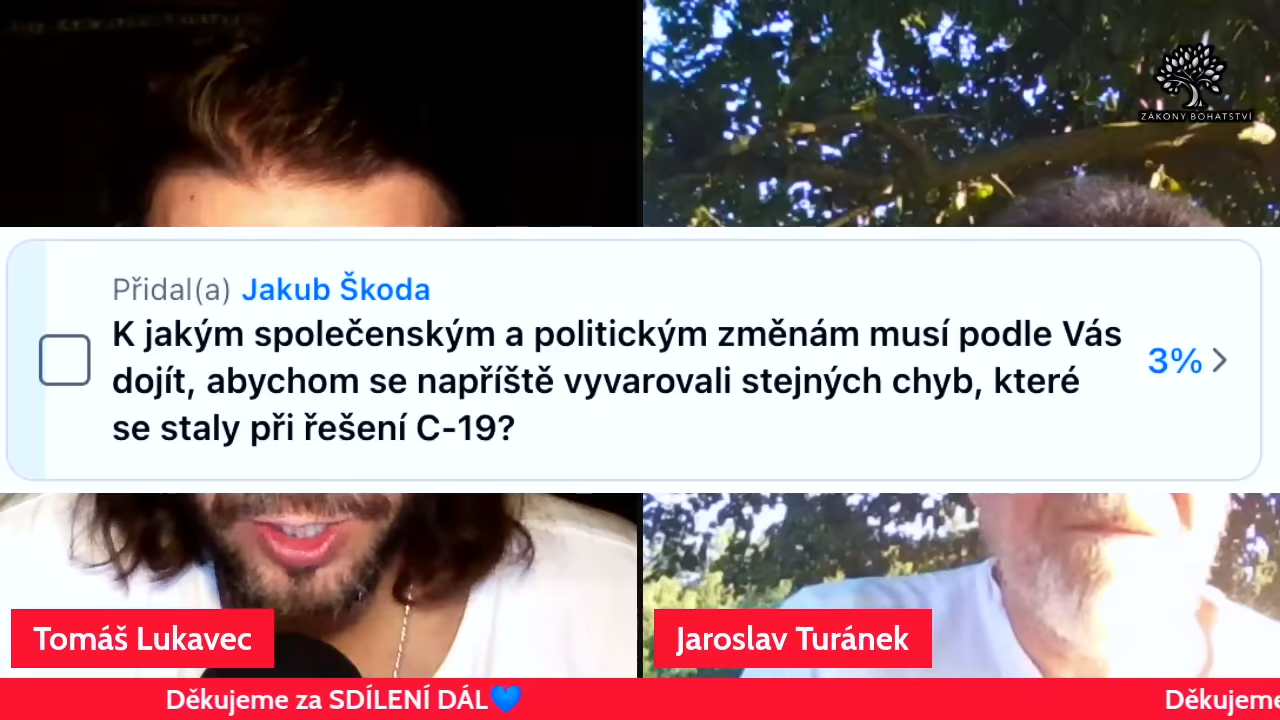 ZÁKONY BOHATSTVÍ
Přidal(a) Jakub Škoda
K jakým společenským a politickým změnám musí podle Vás
dojít, abychom se napříště vyvarovali stejných chyb, které
se staly při řešení C-19?
3%
Tomáš Lukavec
Jaroslav Turánek
Děkujeme za SDÍLENÍ DÁL💙
Děkujeme